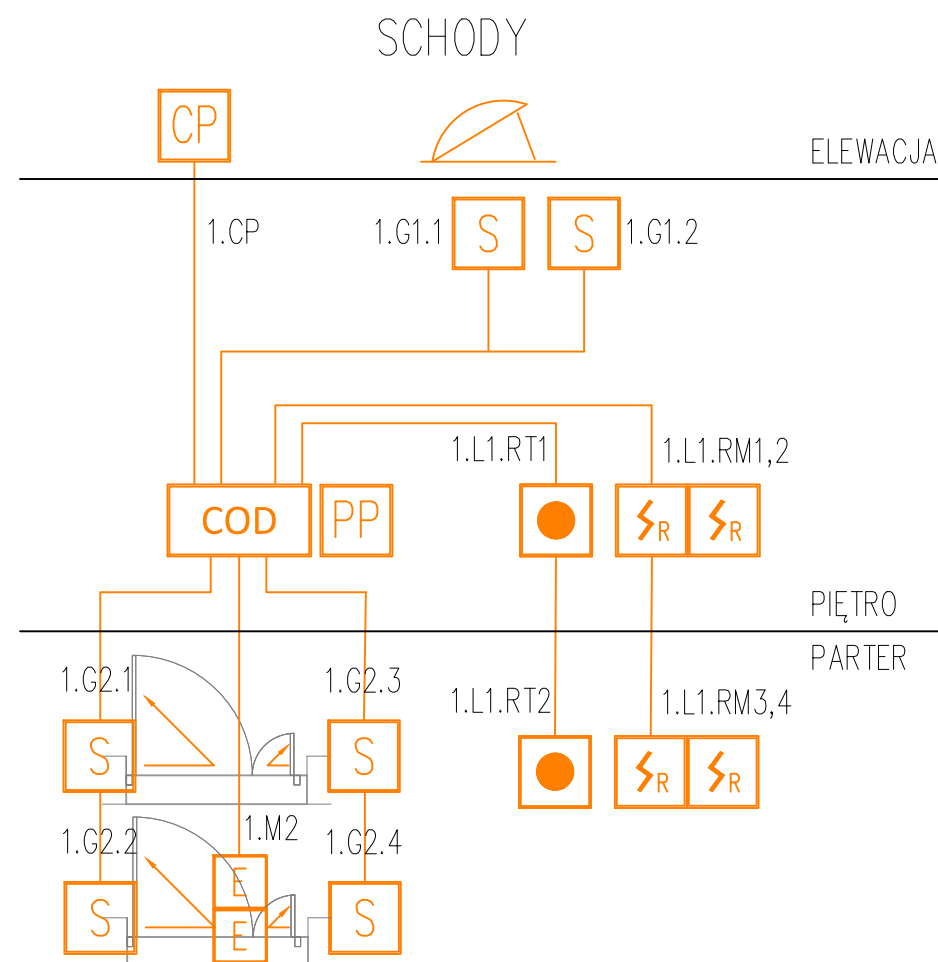 SCHODY
CP
ELEWACJA
1.CP
1.G1.1
S
S
1.G1.2
1.L1.RT1
1.L1.RM1,2
COD
PP
R
R
PIĘTRO
PARTER
1.G2.1
1.G2.3
1.L1.RT2
1.L1.RM3,4
S
S
R
R
1.G2.2
1.M2
1.G2.4
S
E
E
S